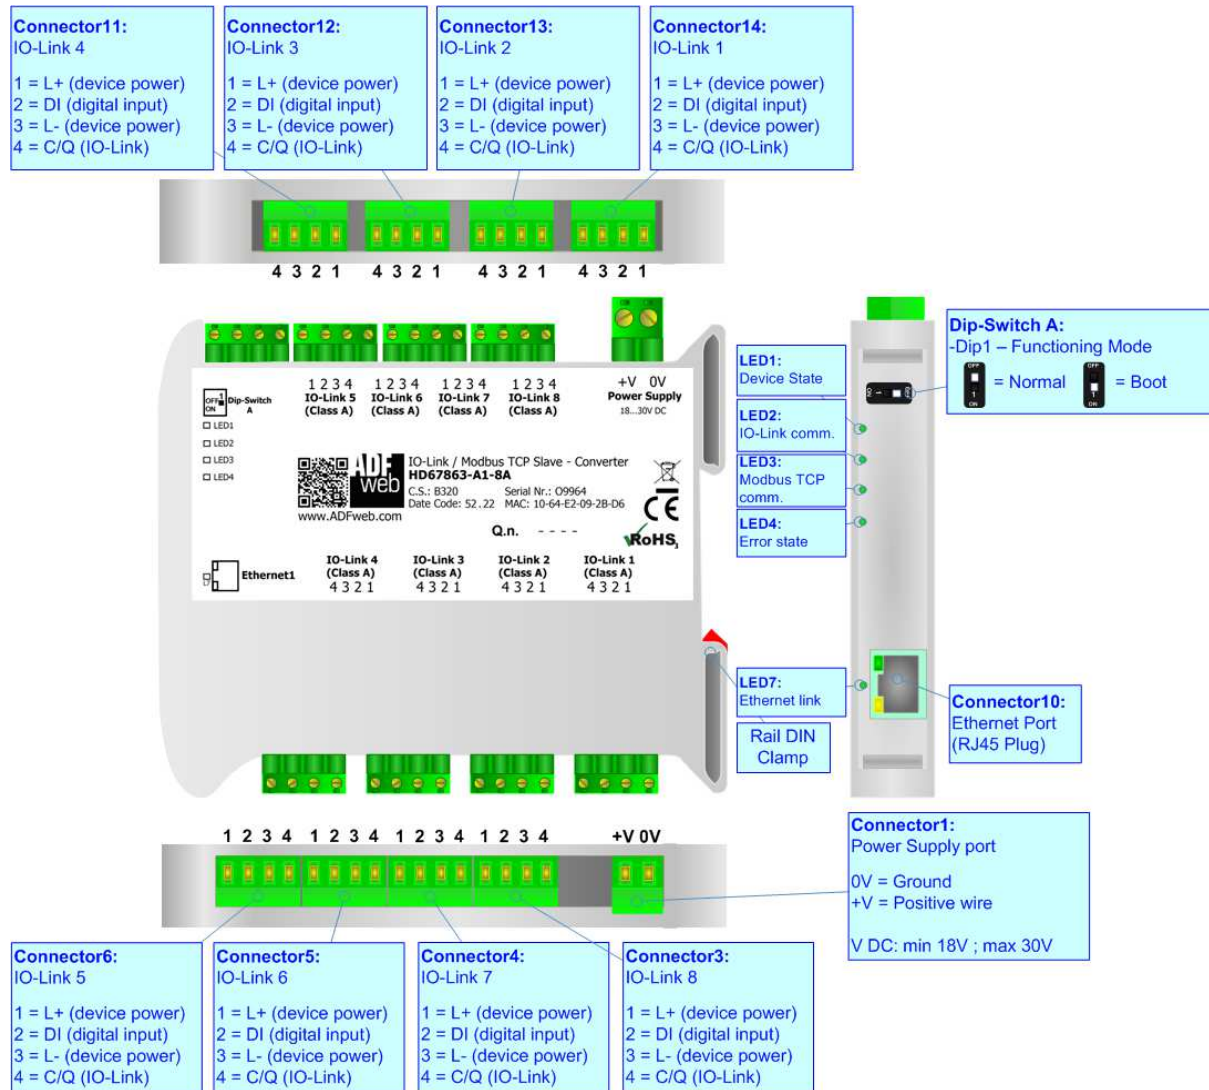 Connector11:
IO-Link 4
1 = L+ (device power)
2 = DI (digital input)
3 = L- (device power)
4 = C/Q (IO-Link)
Connector12:
IO-Link 3
1 = L+ (device power)
2 = DI (digital input)
3 = L- (device power)
4 = C/Q (IO-Link)
Connector13:
IO-Link 2
1 = L+ (device power)
2 = DI (digital input)
3 = L- (device power)
4 = C/Q (IO-Link)
Connector14:
IO-Link 1
1 = L+ (device power)
2 = DI (digital input)
3 = L- (device power)
4 = C/Q (IO-Link)
4 3 2 1 4 3 2 1 4 3 2 1 4 3 2 1
1 2 3 4 1 2 3 4 1 2 3 4 1 2 3 4 +V 0V
IO-Link 5 IO-Link 6 IO-Link 7 IO-Link 8 Power Supply
(Class A) (Class A) (Class A) (Class A) 18...30V DC
OFF 1
ON
Dip-Switch
A
LED1
LED2
LED3
LED4
ADF
web
www.ADFweb.com
IO-Link / Modbus TCP Slave - Converter
HD67863-A1-8A
C.S.: B320 Serial Nr.: O9964
Date Code: 52.22 MAC: 10-64-E2-09-2B-D6
Q.n. - - - -
CE
RoHS
Ethernet1
L7
IO-Link 4 IO-Link 3 IO-Link 2 IO-Link 1
(Class A) (Class A) (Class A) (Class A)
4 3 2 1 4 3 2 1 4 3 2 1 4 3 2 1
LED1:
Device State
LED2:
IO-Link comm.
LED3:
Modbus TCP
comm.
LED4:
Error state
LED7:
Ethernet link
Rail DIN
Clamp
OFF
1
ON
Dip-Switch A:
-Dip1 – Functioning Mode
OFF
1
ON
= Normal
OFF
1
ON
= Boot
Connector10:
Ethernet Port
(RJ45 Plug)
1 2 3 4 1 2 3 4 1 2 3 4 1 2 3 4 +V 0V
Connector1:
Power Supply port
0V = Ground
+V = Positive wire
V DC: min 18V ; max 30V
Connector6:
IO-Link 5
1 = L+ (device power)
2 = DI (digital input)
3 = L- (device power)
4 = C/Q (IO-Link)
Connector5:
IO-Link 6
1 = L+ (device power)
2 = DI (digital input)
3 = L- (device power)
4 = C/Q (IO-Link)
Connector4:
IO-Link 7
1 = L+ (device power)
2 = DI (digital input)
3 = L- (device power)
4 = C/Q (IO-Link)
Connector3:
IO-Link 8
1 = L+ (device power)
2 = DI (digital input)
3 = L- (device power)
4 = C/Q (IO-Link)